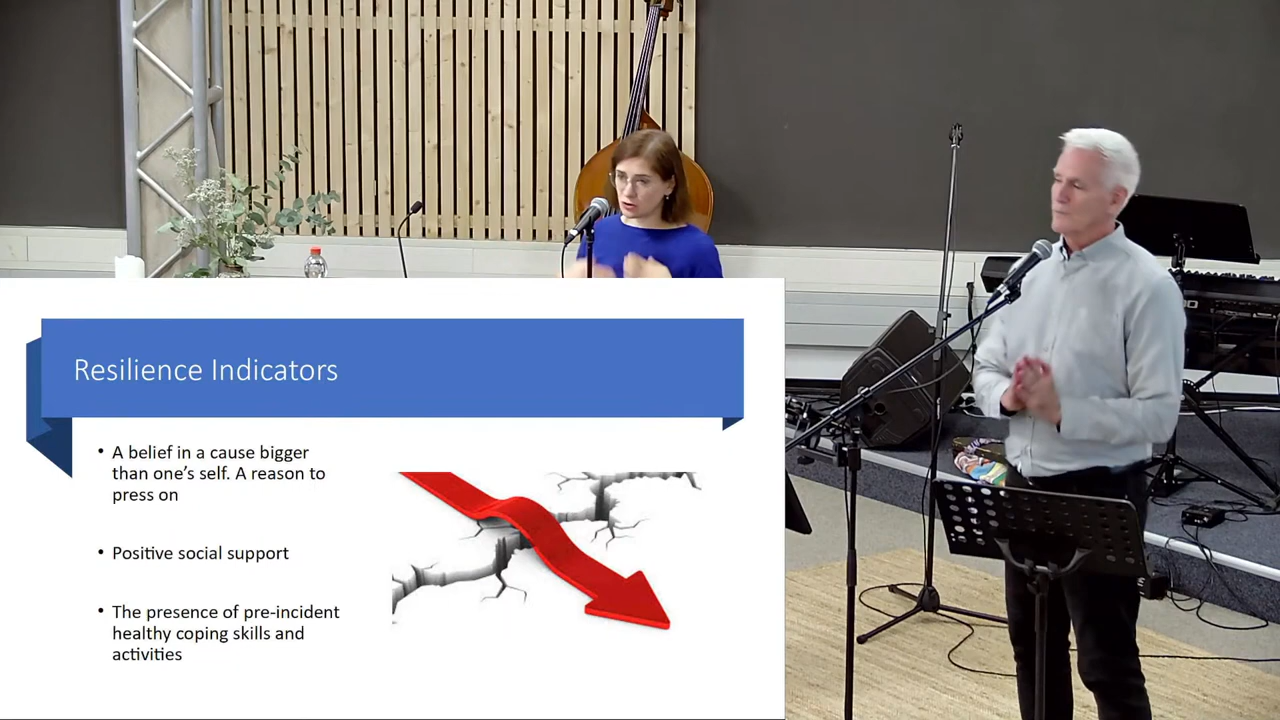 Resilience Indicators
• A belief in a cause bigger
than one’s self. A reason to
press on
• Positive social support
• The presence of pre-incident
healthy coping skills and
activities